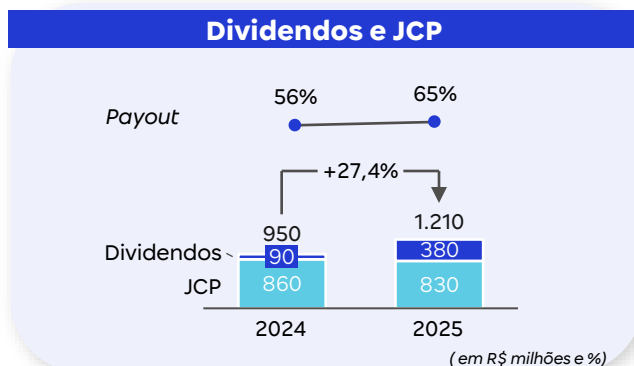 Dividendos e JCP
56%
65%
Payout
+27,4%
950
1.210
Dividendos
90
380
JCP
860
830
2024
2025
( em R$ milhões e %)